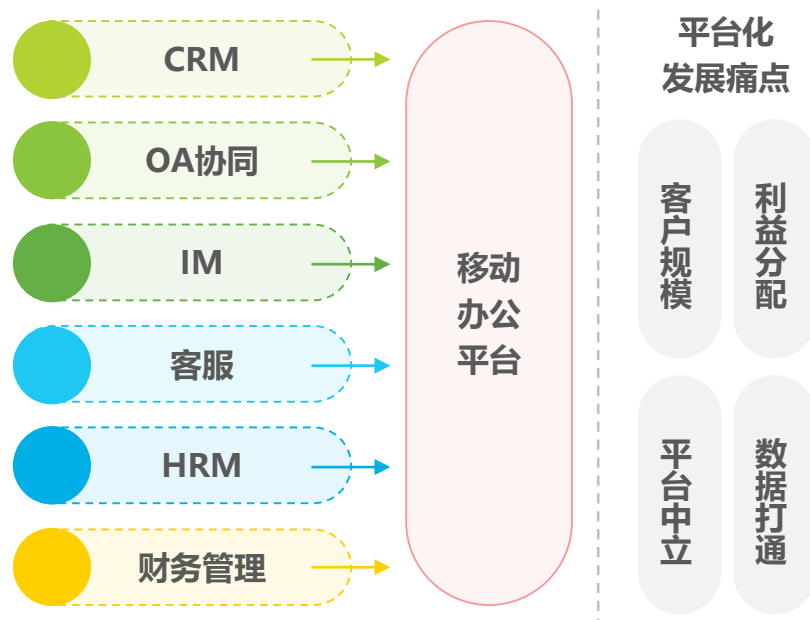 CRM
OA协同
IM
客服
HRM
财务管理
移动
办公
平台
平台化
发展痛点
客户规模
利益分配
平台中立
数据打通